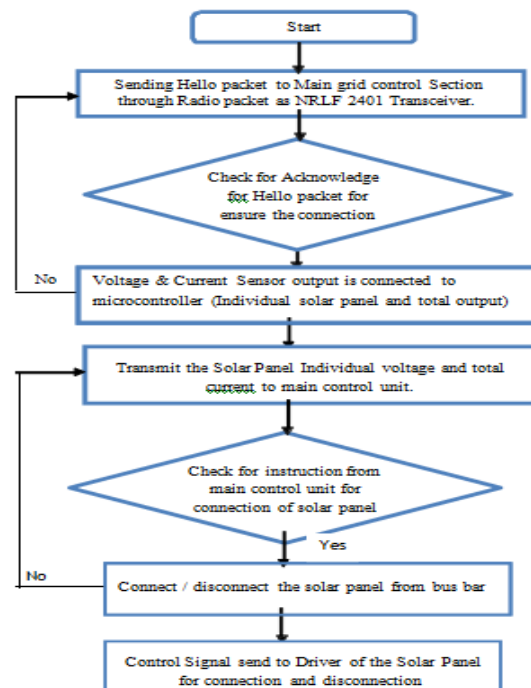 Start
Sending Hello packet to Main grid control Section
through Radio packet as NRLF 2401 Transceiver.
Check for Acknowledge
for Hello packet for
ensure the connection
No
Voltage & Current Sensor output is connected to
microcontroller (Individual solar panel and total output)
Transmit the Solar Panel Individual voltage and total
current to main control unit.
Check for instruction from
main control unit for
connection of solar panel
Yes
No
Connect / disconnect the solar panel from bus bar
Control Signal send to Driver of the Solar Panel
for connection and disconnection